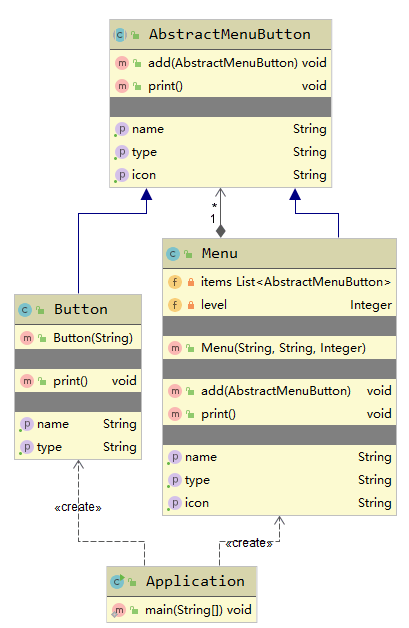 AbstractMenuButton
add(AbstractMenuButton) void
print() void
name String
type String
icon String
*
1
Menu
items List<AbstractMenuButton>
level Integer
Menu(String, String, Integer)
add(AbstractMenuButton) void
print() void
name String
type String
icon String
Button
Button(String)
print() void
name String
type String
«create»
«create»
Application
main(String[]) void